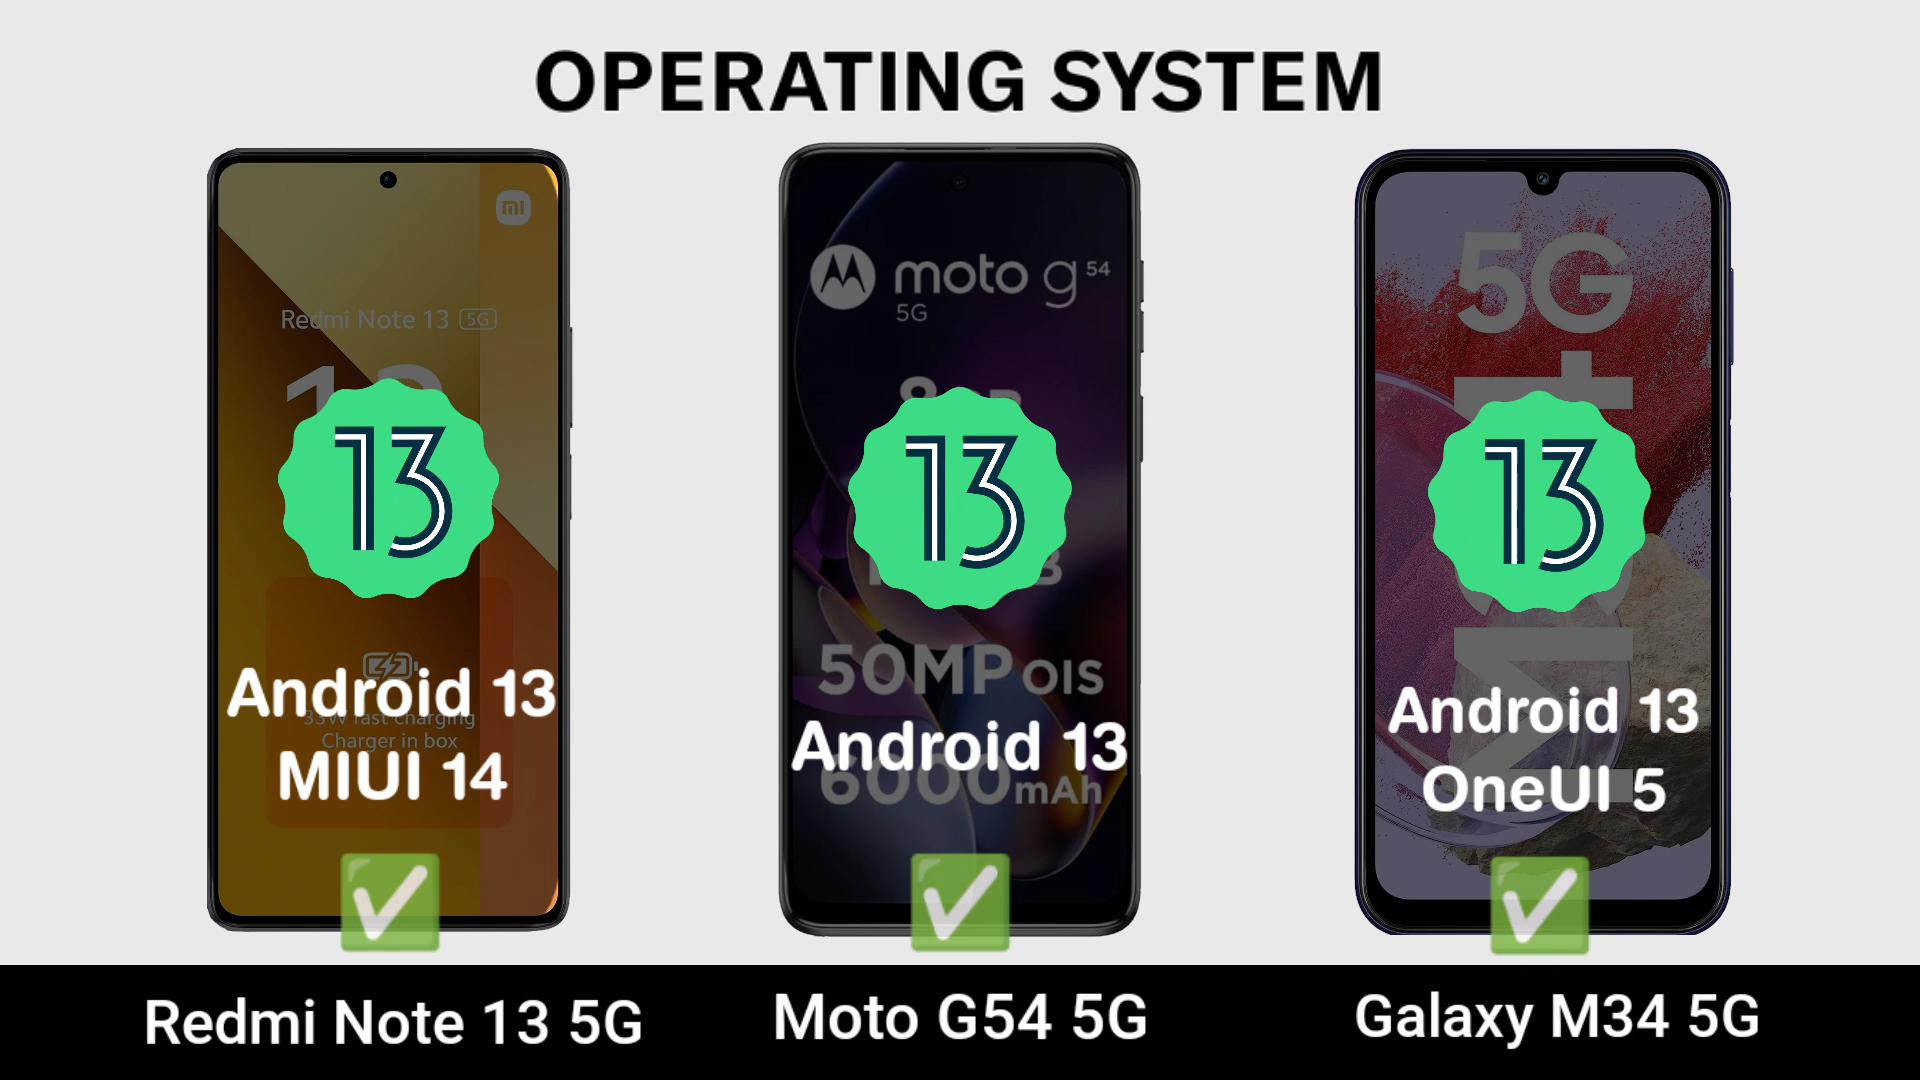 OPERATING SYSTEM
mi
Redmi Note 13 5G
13
Android 13
33W fast charging
Charger in box
MIUI 14
moto g 54
5G
13
50MP OIS
Android 13
6000mAh
5G
13
Android 13
OneUI 5
Redmi Note 13 5G
Moto G54 5G
Galaxy M34 5G